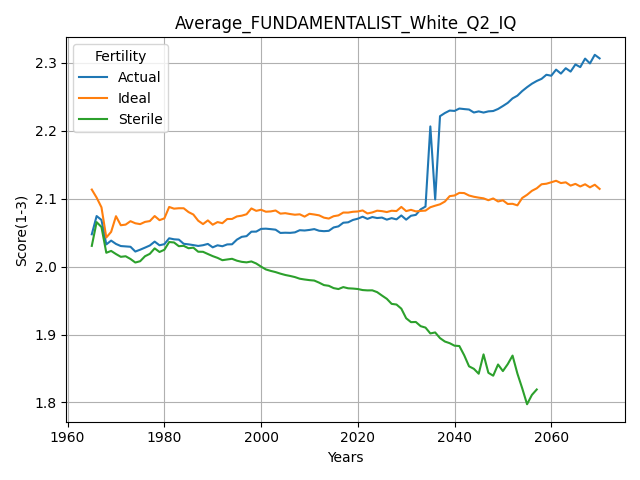 Average_FUNDAMENTALIST_White_Q2_IQ
Fertility
Actual
Ideal
Sterile
Score(1-3)
2.3
2.2
2.1
2.0
1.9
1.8
1960 1980 2000 2020 2040 2060
Years